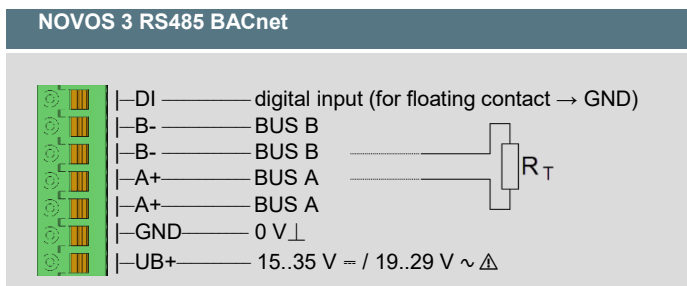 NOVOS 3 RS485 BACnet
DI digital input (for floating contact → GND)
B- BUS B
B- BUS B
A+ BUS A
A+ BUS A
GND 0 V⊥
UB+ 15..35 V ⎓ / 19..29 V ∿ ⚠
R T